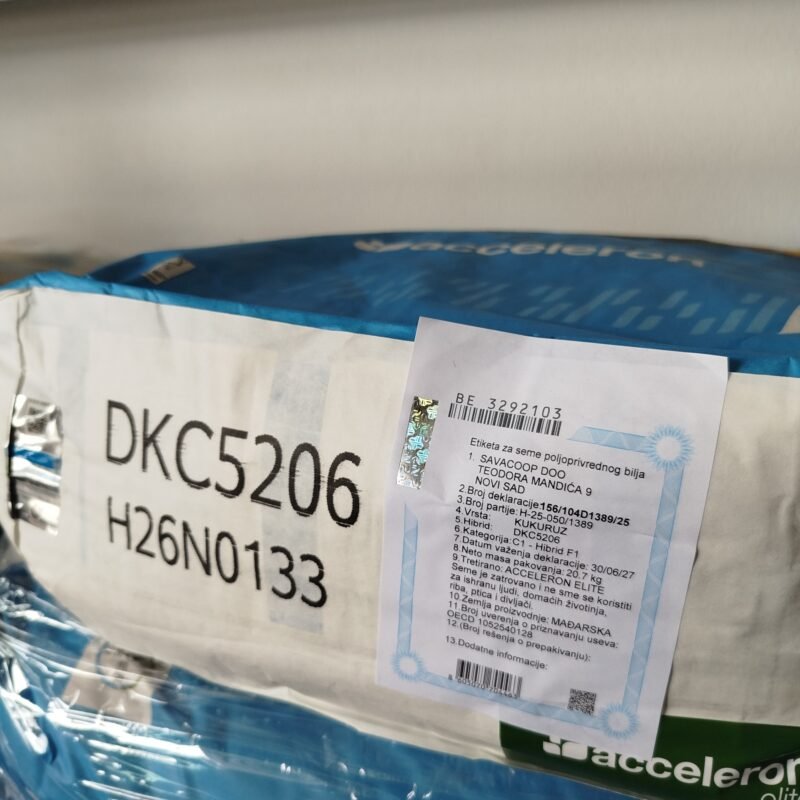 acceleron
DKC5206
H26N0133
BE 3292103
Etiketa za seme poljoprivrednog bilja
1. SAVACOOP DOO
TEODORA MANDIĆA 9
NOVI SAD
2.Broj deklaracije:156/104D1389/25
3.Broj partije: H-25-050/1389
4.Vrsta: KUKURUZ
5.Hibrid: DKC5206
6.Kategorija:C1 - Hibrid F1
7.Datum važenja deklaracije: 30/06/27
8.Neto masa pakovanja: 20.7 kg
9.Tretirano: ACCELERON ELITE
Seme je zatrovano i ne sme se koristiti
za ishranu ljudi, domaćih životinja,
riba, ptica i divljači.
10.Zemlja proizvodnje: MAĐARSKA
11.Broj uverenja o priznavanju useva:
OECD 1052540128
12.(Broj rešenja o prepakivanju):
13.Dodatne informacije:
acceleron
elite